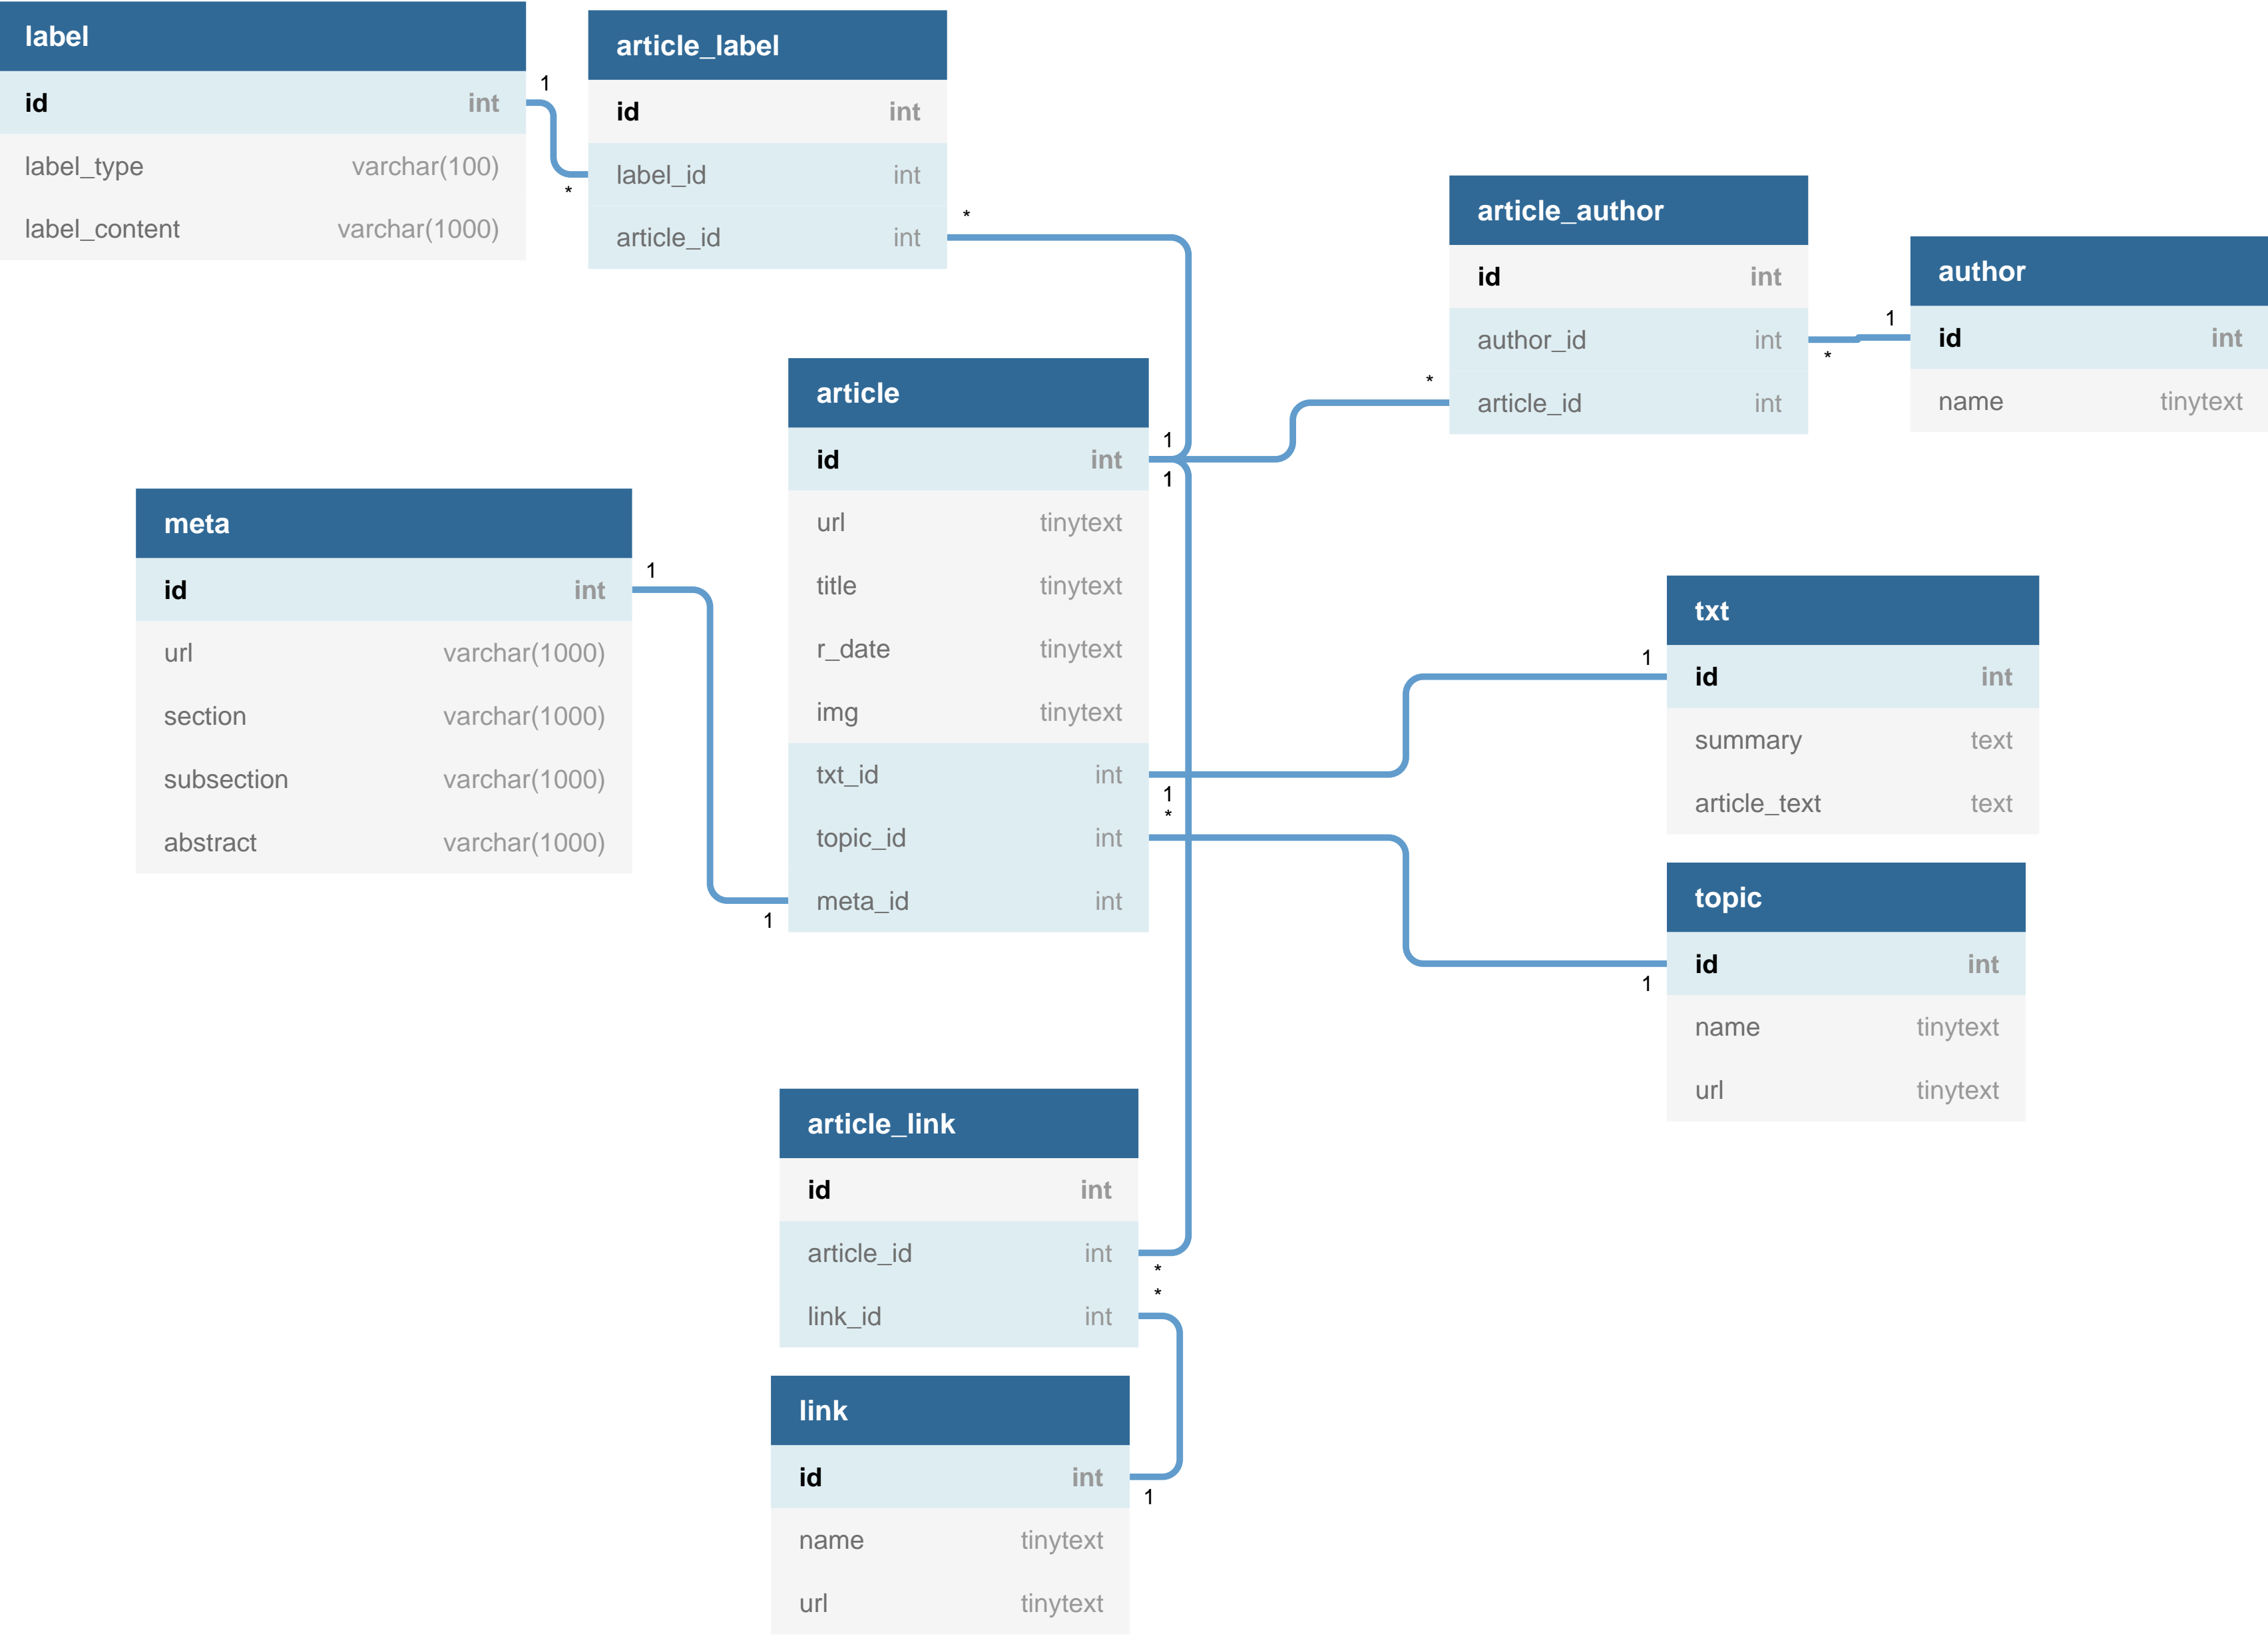 label
id int
label_type varchar(100)
label_content varchar(1000)
1
*
article_label
id int
label_id int
article_id int
*
article_author
id int
author_id int
article_id int
*
*
1
author
id int
name tinytext
article
id int
url tinytext
title tinytext
r_date tinytext
img tinytext
txt_id int
topic_id int
meta_id int
1
1
1
*
1
meta
id int
url varchar(1000)
section varchar(1000)
subsection varchar(1000)
abstract varchar(1000)
1
txt
id int
summary text
article_text text
1
topic
id int
name tinytext
url tinytext
1
article_link
id int
article_id int
link_id int
*
*
link
id int
name tinytext
url tinytext
1